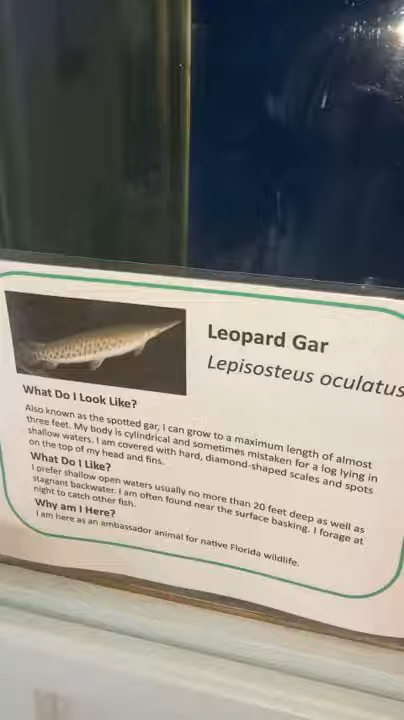 Leopard Gar
Lepisosteus oculatus
What Do I Look Like?
Also known as the spotted gar, I can grow to a maximum length of almost
three feet. My body is cylindrical and sometimes mistaken for a log lying in
shallow waters. I am covered with hard, diamond-shaped scales and spots
on the top of my head and fins.
What Do I Like?
I prefer shallow open waters usually no more than 20 feet deep as well as
stagnant backwater. I am often found near the surface basking. I forage at
night to catch other fish.
Why am I Here?
I am here as an ambassador animal for native Florida wildlife.